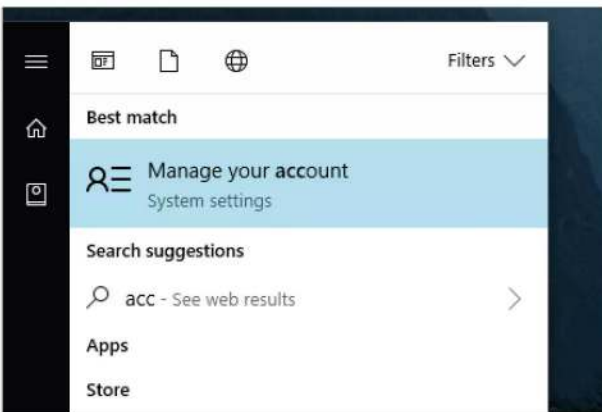 Filters
Best match
Manage your account
System settings
Search suggestions
acc - See web results
Apps
Store